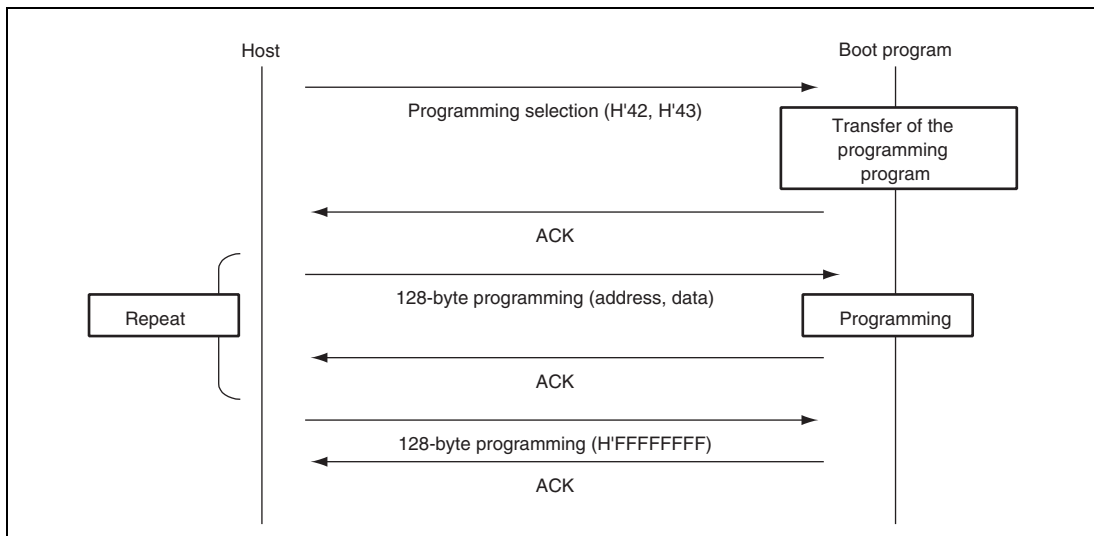 Host
Boot program
Programming selection (H'42, H'43)
Transfer of the
programming
program
ACK
128-byte programming (address, data)
Repeat
Programming
ACK
128-byte programming (H'FFFFFFFF)
ACK